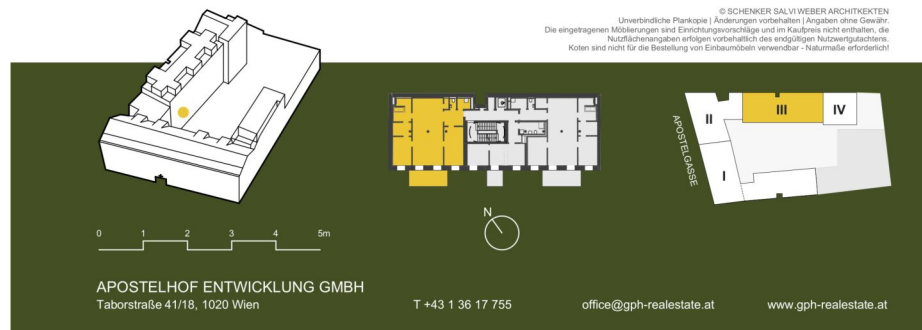 © SCHENKER SALVI WEBER ARCHITKEKTEN
Unverbindliche Plankopie | Änderungen vorbehalten | Angaben ohne Gewähr.
Die eingetragenen Möblierungen sind Einrichtungsvorschläge und im Kaufpreis nicht enthalten, die
Nutzflächenangaben erfolgen vorbehaltlich des endgültigen Nutzwertgutachtens.
Koten sind nicht für die Bestellung von Einbaumöbeln verwendbar - Naturmaße erforderlich!
II
III
IV
APOSTELGASSE
I
N
0 1 2 3 4 5m
APOSTELHOF ENTWICKLUNG GMBH
Taborstraße 41/18, 1020 Wien
T +43 1 36 17 755
office@gph-realestate.at
www.gph-realestate.at